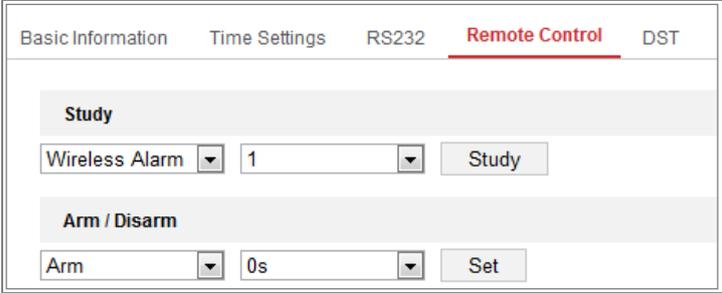 Basic Information Time Settings RS232 Remote Control DST
Study
Wireless Alarm 1 Study
Arm / Disarm
Arm 0s Set